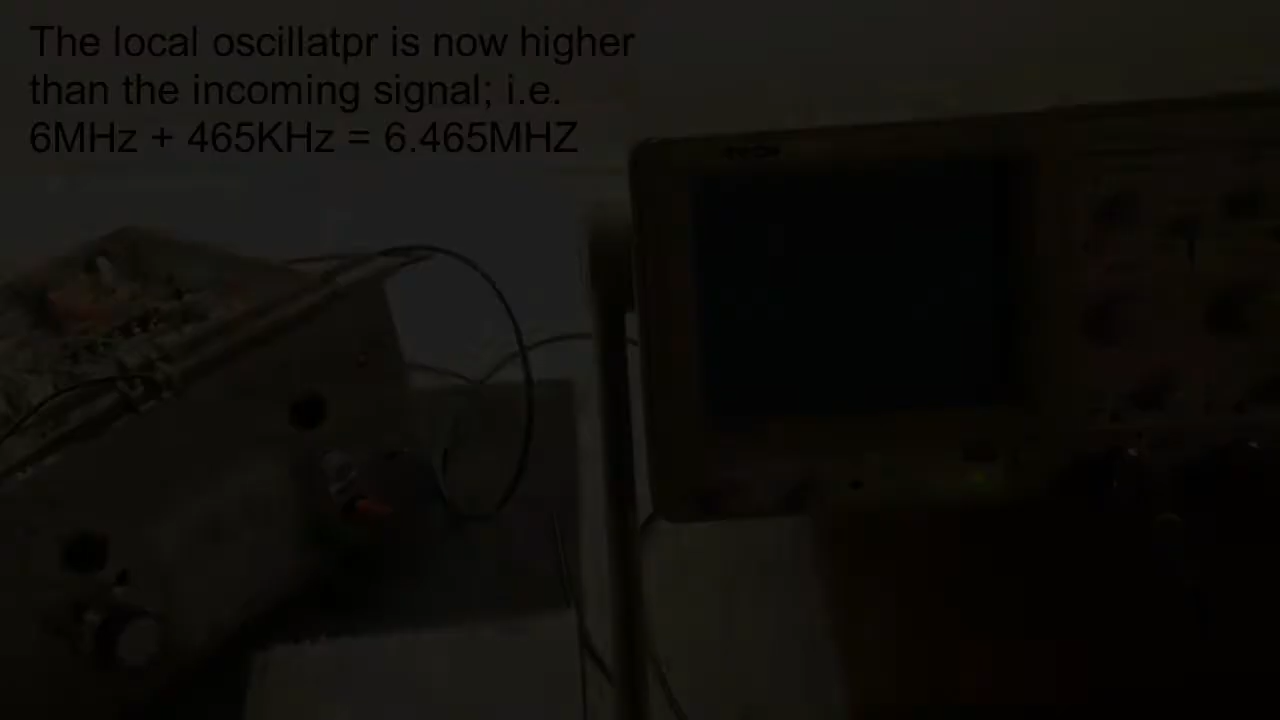 The local oscillatpr is now higher
than the incoming signal; i.e.
6MHz + 465KHz = 6.465MHZ